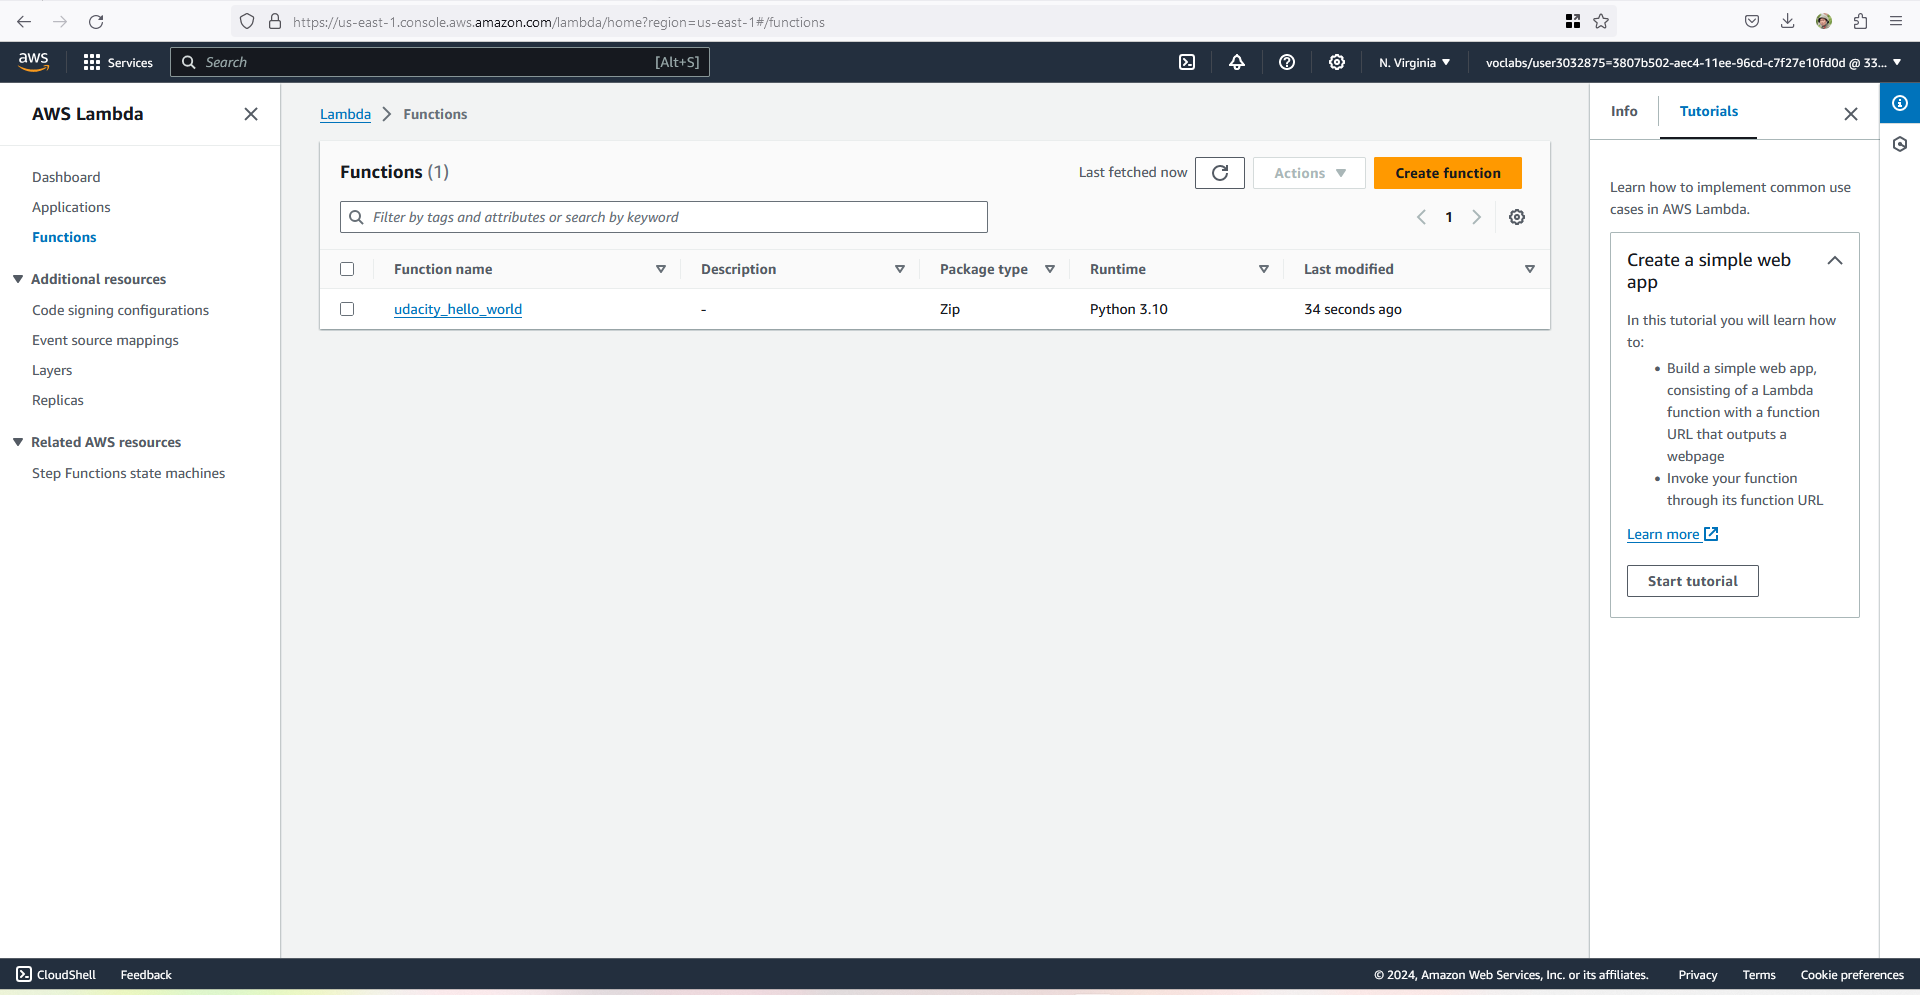 https://us-east-1.console.aws.amazon.com/lambda/home?region=us-east-1#/functions
aws
Services
Search
[Alt+S]
N. Virginia
voclabs/user3032875=3807b502-aec4-11ee-96cd-c7f27e10fd0d @ 33...
AWS Lambda
Dashboard
Applications
Functions
Additional resources
Code signing configurations
Event source mappings
Layers
Replicas
Related AWS resources
Step Functions state machines
Lambda
Functions
Functions (1)
Last fetched now
Actions
Create function
Filter by tags and attributes or search by keyword
1
Function name
Description
Package type
Runtime
Last modified
udacity_hello_world
-
Zip
Python 3.10
34 seconds ago
Info
Tutorials
Learn how to implement common use
cases in AWS Lambda.
Create a simple web
app
In this tutorial you will learn how
to:
• Build a simple web app,
consisting of a Lambda
function with a function
URL that outputs a
webpage
• Invoke your function
through its function URL
Learn more
Start tutorial
CloudShell
Feedback
© 2024, Amazon Web Services, Inc. or its affiliates.
Privacy
Terms
Cookie preferences